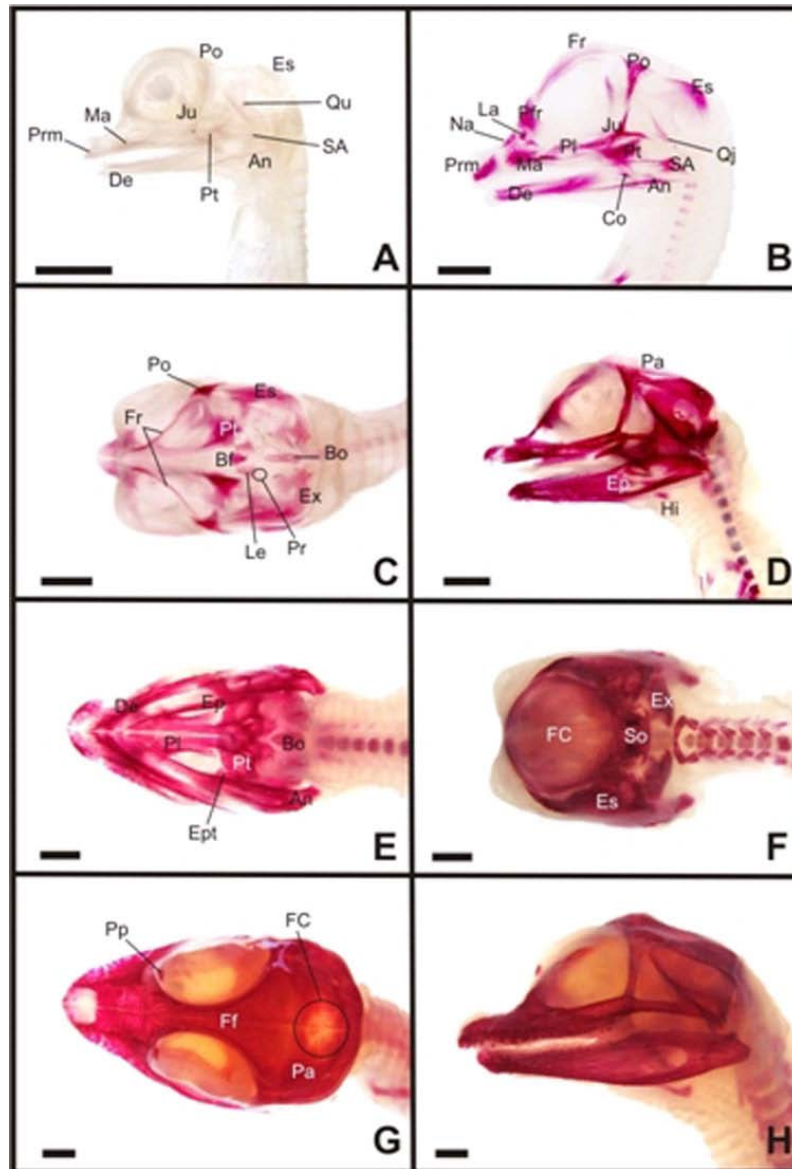 Po
Es
Ma
Ju
Qu
Prm
SA
De
Pt
An
A
Fr
Po
Es
La
Pfr
Na
Ju
Pl
Pt
Qj
Prm
Ma
SA
De
An
Co
B
Po
Es
Fr
Pt
Bf
Bo
Ex
Le
Pr
C
Pa
Ep
Hi
D
De
Ep
Pl
Bo
Pt
An
Ept
E
Ex
FC
So
Es
F
Pp
FC
Ff
Pa
G
H